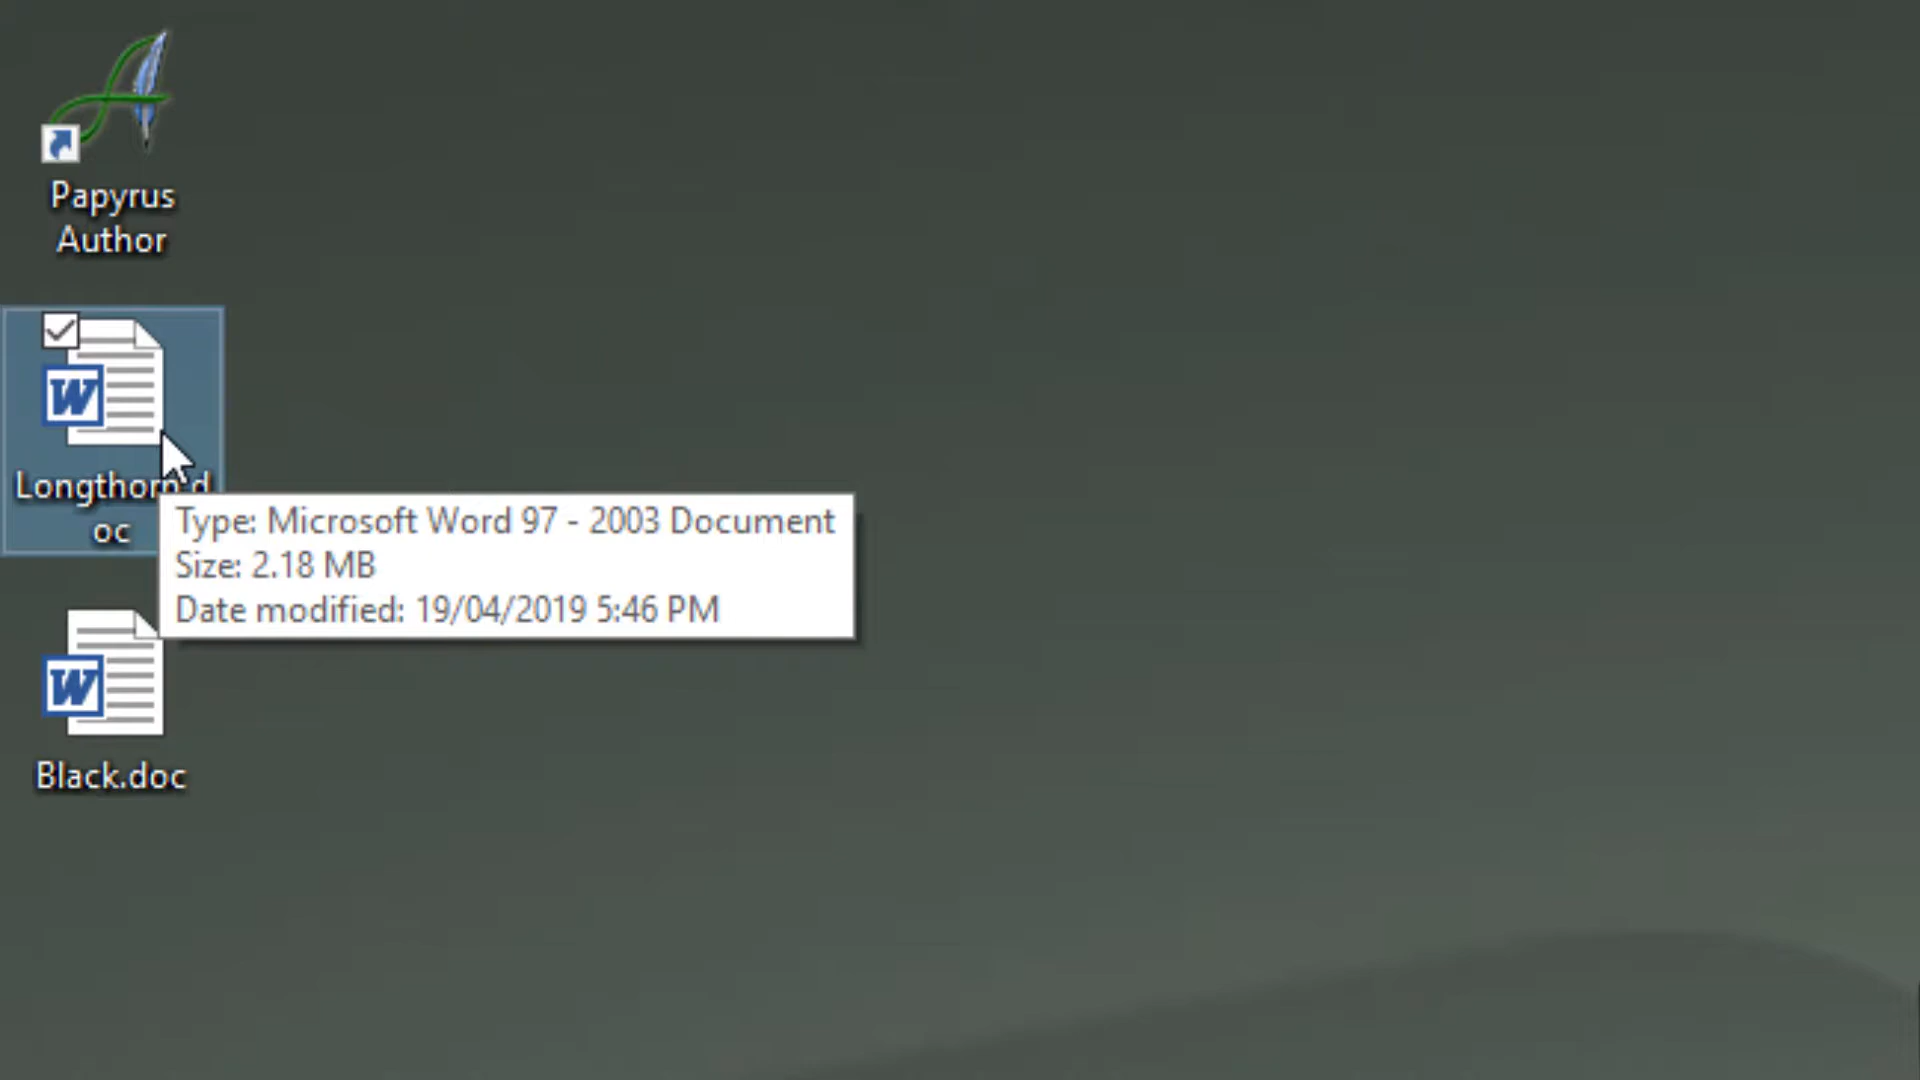 Papyrus
Author
Longthorn.d
oc
Type: Microsoft Word 97 - 2003 Document
Size: 2.18 MB
Date modified: 19/04/2019 5:46 PM
Black.doc